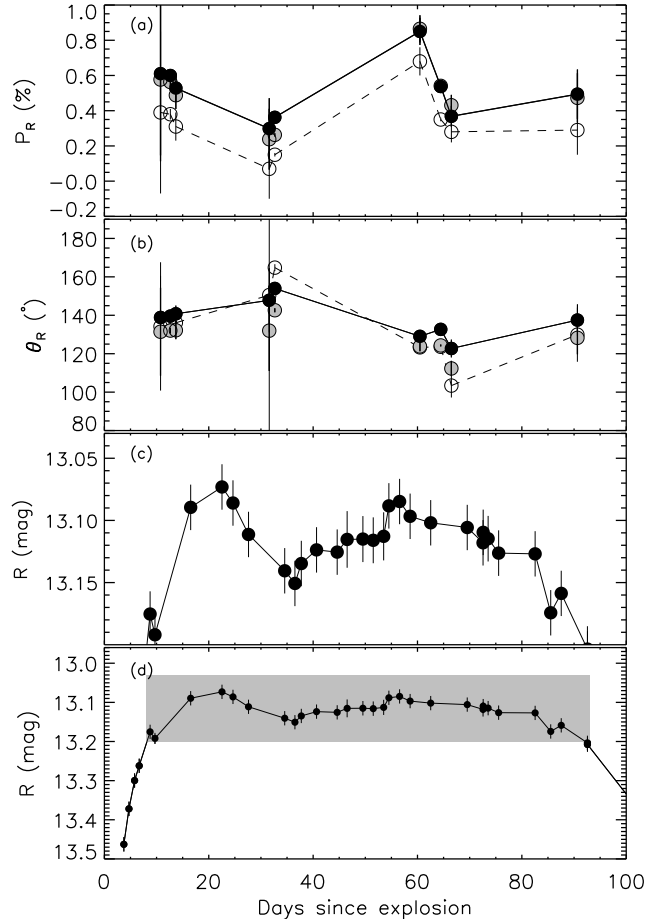 (a)
P_R (%)
1.0
0.8
0.6
0.4
0.2
−0.0
−0.2
(b)
θ_R (°)
180
160
140
120
100
80
(c)
R (mag)
13.05
13.10
13.15
(d)
R (mag)
13.0
13.1
13.2
13.3
13.4
13.5
0 20 40 60 80 100
Days since explosion